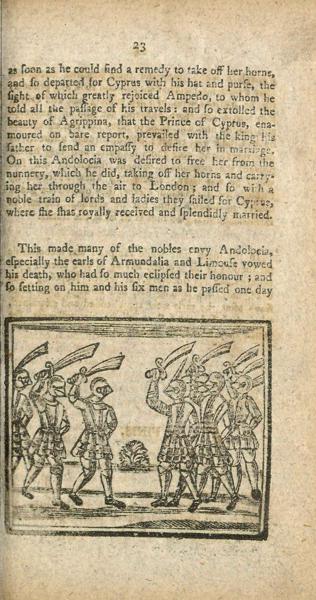 23
as ſoon as he could find a remedy to take off her horns,
and ſo departed for Cyprus with his hat and purſe, the
ſight of which greatly rejoiced Ampedo, to whom he
told all the paſſage of his travels: and ſo extolled the
beauty of Agrippina, that the Prince of Cyprus, ena-
moured on bare report, prevailed with the king his
father to ſend an empaſſy to deſire her in marriage.
On this Andolocia was deſired to free her from the
nunnery, which he did, taking off her horns and carry-
ing her through the air to London; and ſo with a
noble train of lords and ladies they ſailed for Cyprus,
where ſhe was royally received and ſplendidly married.
This made many of the nobles envy Andolocia,
eſpecially the earls of Armundalia and Limouſe vowed
his death, who had ſo much eclipſed their honour; and
ſo ſetting on him and his ſix men as he paſſed one day